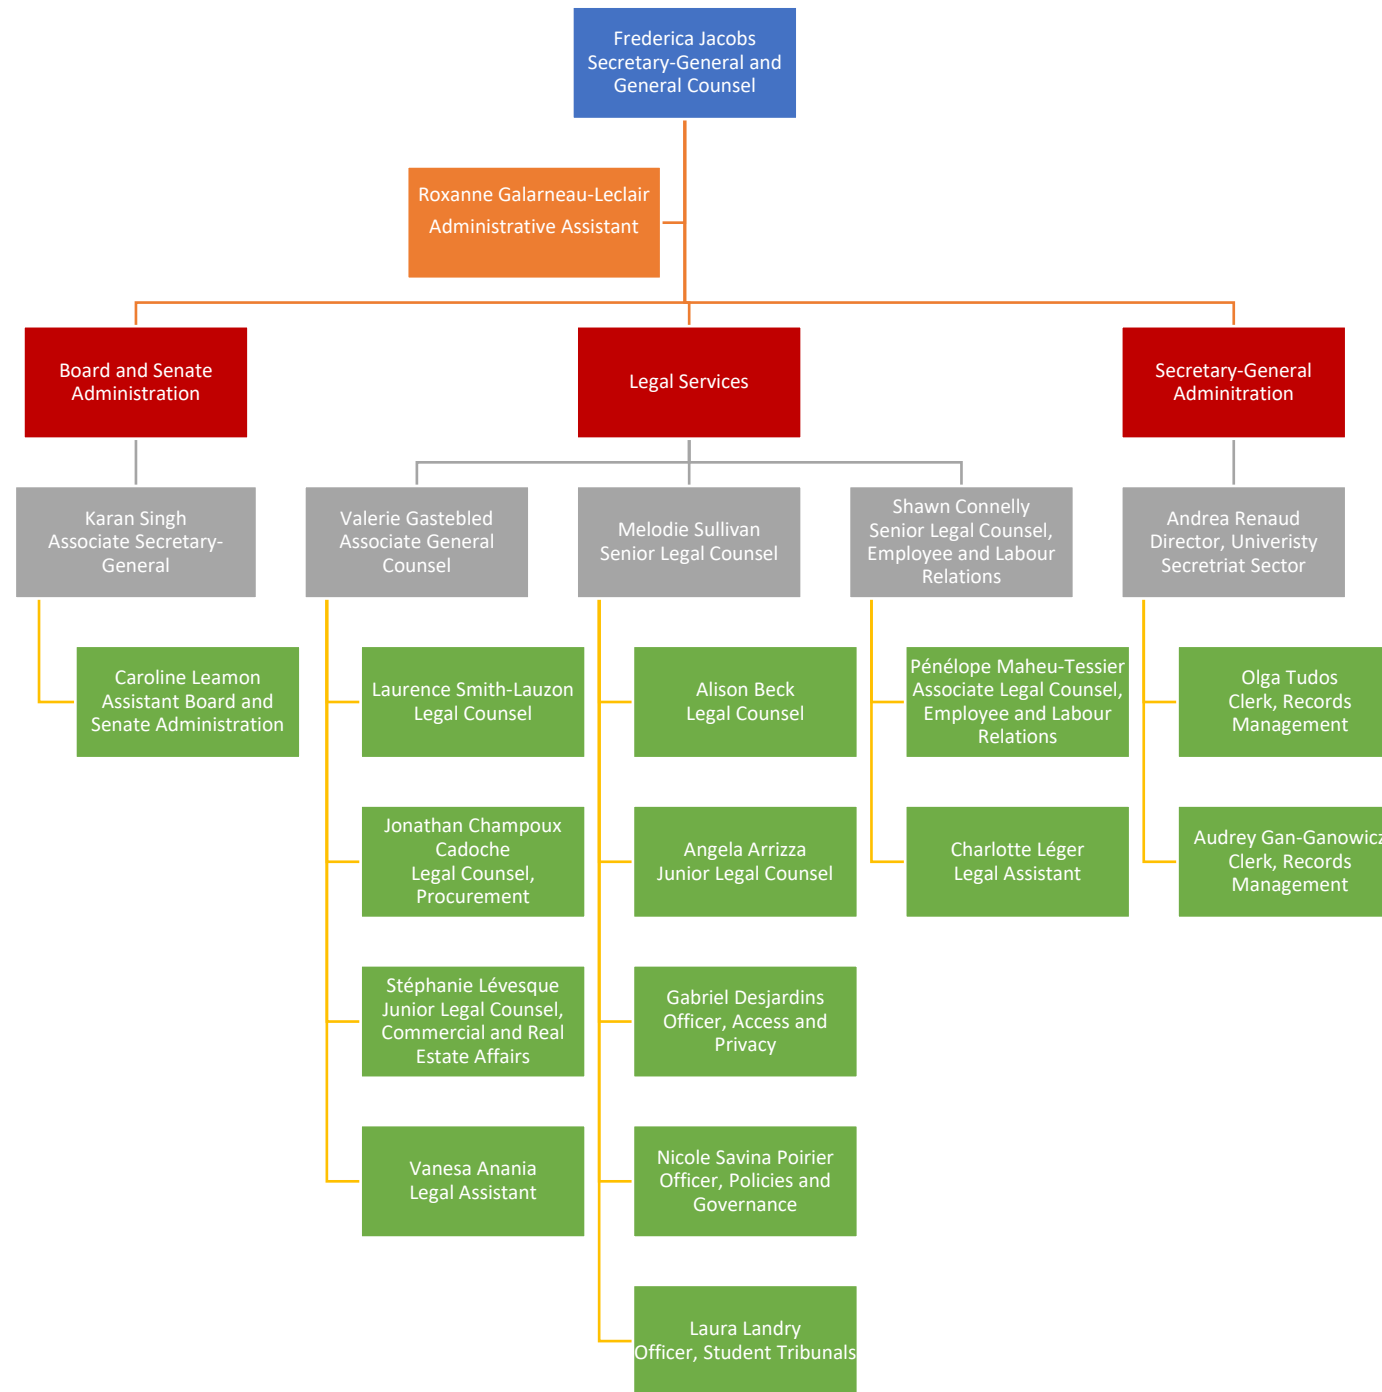 Frederica Jacobs
Secretary-General and
General Counsel
Roxanne Galarneau-Leclair
Administrative Assistant
Board and Senate
Administration
Legal Services
Secretary-General
Adminitration
Karan Singh
Associate Secretary-
General
Valerie Gastebled
Associate General
Counsel
Melodie Sullivan
Senior Legal Counsel
Shawn Connelly
Senior Legal Counsel,
Employee and Labour
Relations
Andrea Renaud
Director, Univeristy
Secretriat Sector
Caroline Leamon
Assistant Board and
Senate Administration
Laurence Smith-Lauzon
Legal Counsel
Alison Beck
Legal Counsel
Pénélope Maheu-Tessier
Associate Legal Counsel,
Employee and Labour
Relations
Olga Tudos
Clerk, Records
Management
Jonathan Champoux
Cadoche
Legal Counsel,
Procurement
Angela Arrizza
Junior Legal Counsel
Charlotte Léger
Legal Assistant
Audrey Gan-Ganowicz
Clerk, Records
Management
Stéphanie Lévesque
Junior Legal Counsel,
Commercial and Real
Estate Affairs
Gabriel Desjardins
Officer, Access and
Privacy
Vanesa Anania
Legal Assistant
Nicole Savina Poirier
Officer, Policies and
Governance
Laura Landry
Officer, Student Tribunals